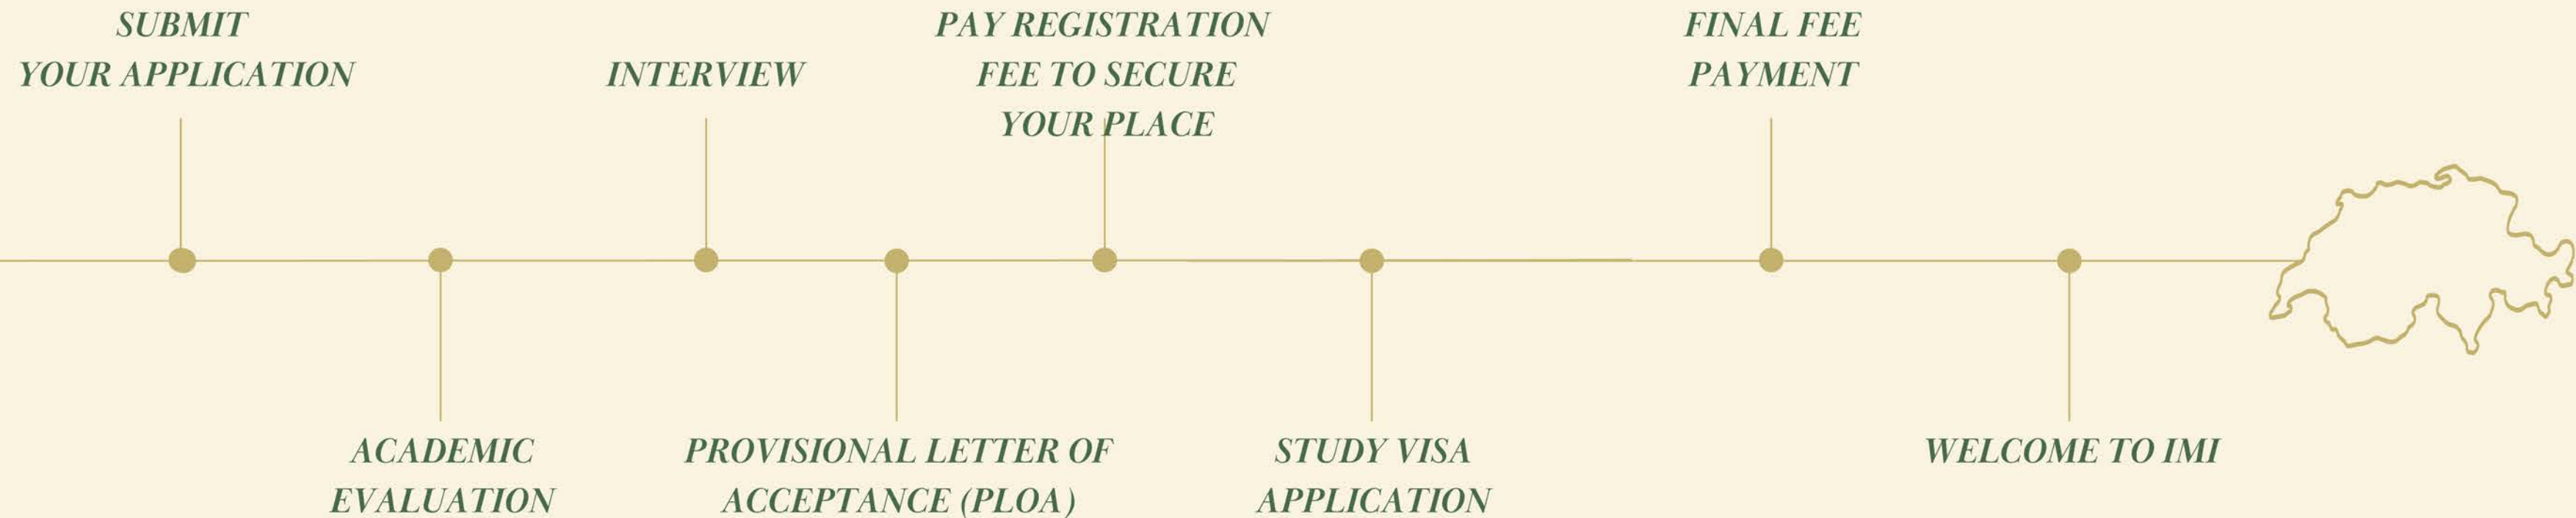 SUBMIT
YOUR APPLICATION
ACADEMIC
EVALUATION
INTERVIEW
PROVISIONAL LETTER OF
ACCEPTANCE (PLOA)
PAY REGISTRATION
FEE TO SECURE
YOUR PLACE
STUDY VISA
APPLICATION
FINAL FEE
PAYMENT
WELCOME TO IMI